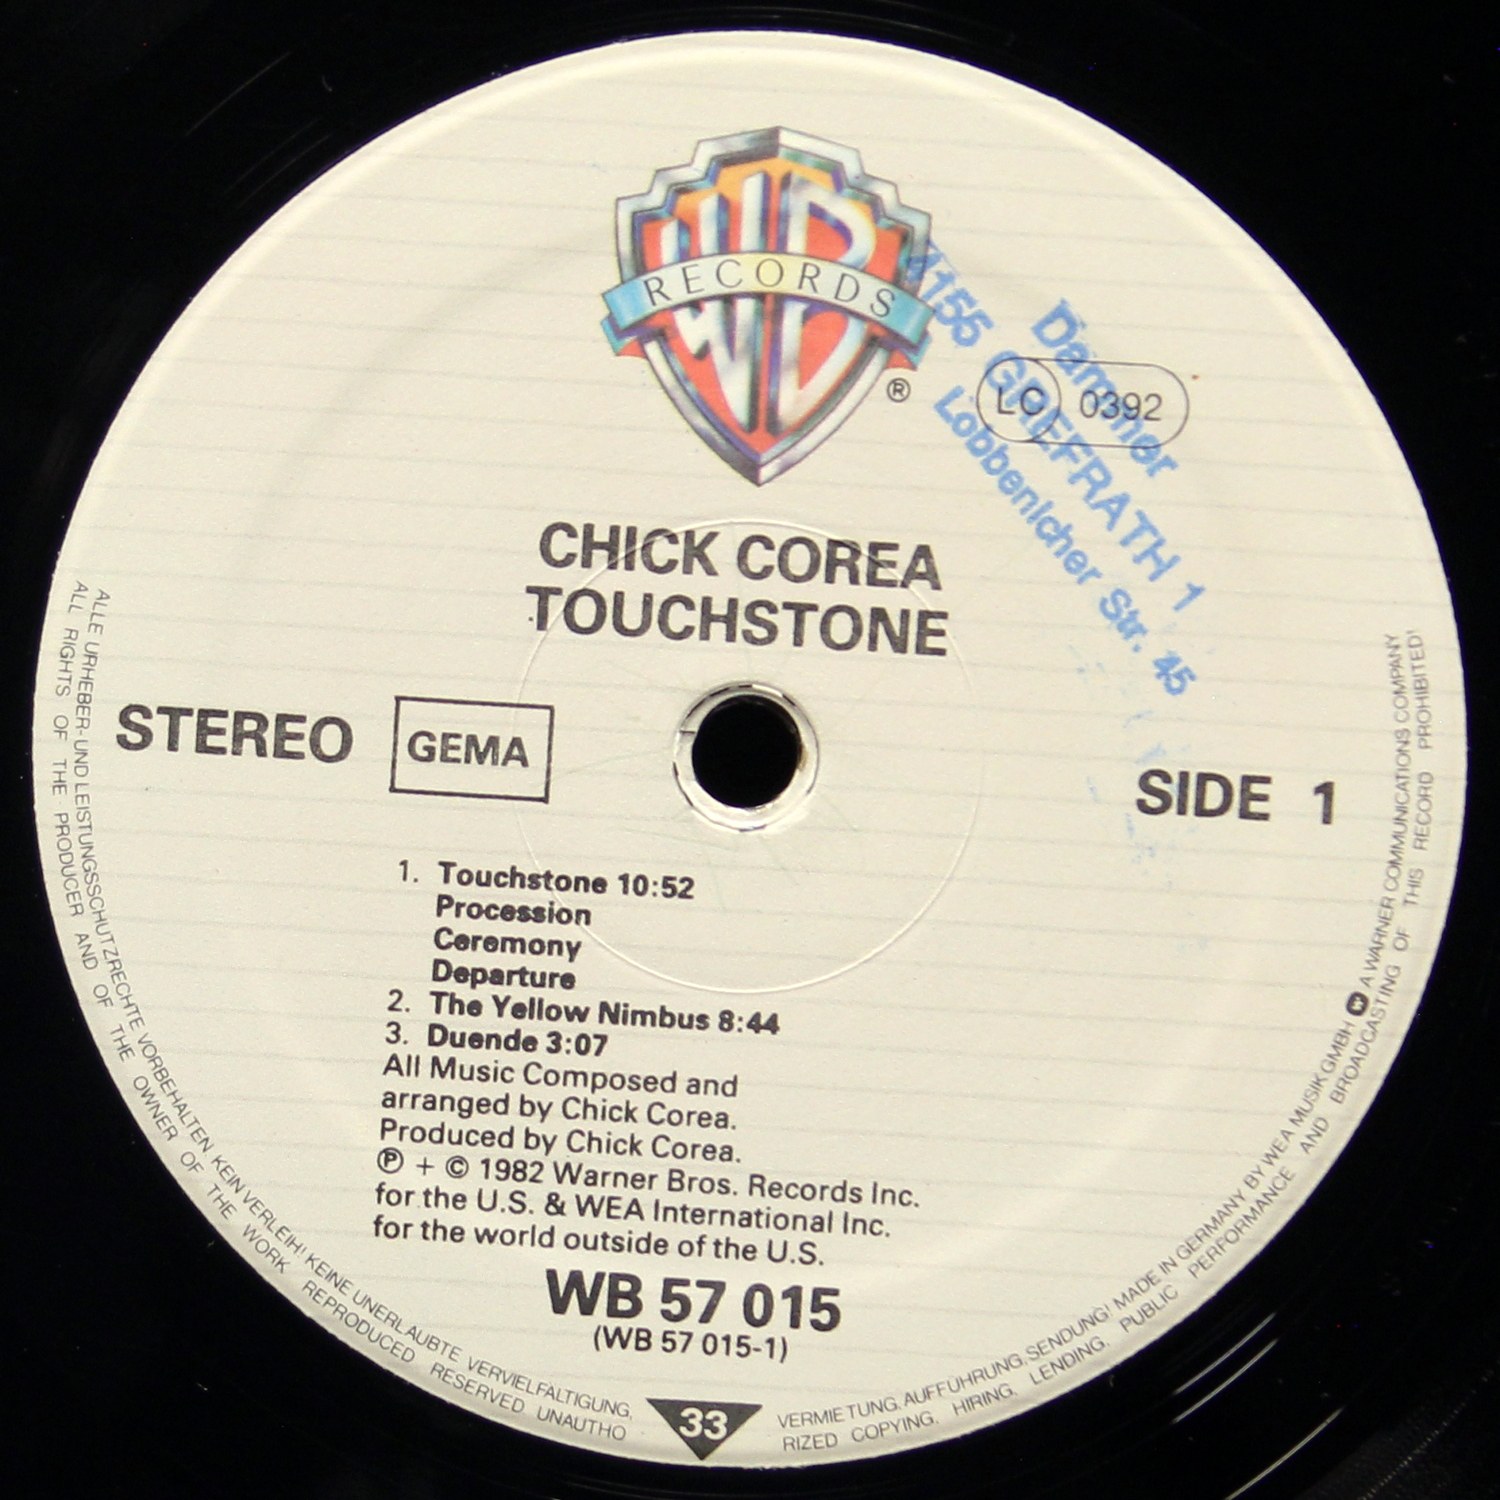 WB
RECORDS
®
4155 GREFRATH 1
Lobbericher Str. 45
LC 0392
CHICK COREA
TOUCHSTONE
STEREO
GEMA
SIDE 1
1. Touchstone 10:52
Procession
Ceremony
Departure
2. The Yellow Nimbus 8:44
3. Duende 3:07
All Music Composed and
arranged by Chick Corea.
Produced by Chick Corea.
℗ + © 1982 Warner Bros. Records Inc.
for the U.S. & WEA International Inc.
for the world outside of the U.S.
WB 57 015
(WB 57 015-1)
33
ALLE URHEBER- UND LEISTUNGSSCHUTZRECHTE VORBEHALTEN KEIN VERLEIH! KEINE UNERLAUBTE VERVIELFÄLTIGUNG, VERMIETUNG, AUFFÜHRUNG, SENDUNG! MADE IN GERMANY BY WEA MUSIK GMBH A WARNER COMMUNICATIONS COMPANY
ALL RIGHTS OF THE PRODUCER AND OF THE OWNER OF THE WORK REPRODUCED RESERVED UNAUTHORIZED COPYING, HIRING, LENDING, PUBLIC PERFORMANCE AND BROADCASTING OF THIS RECORD PROHIBITED!